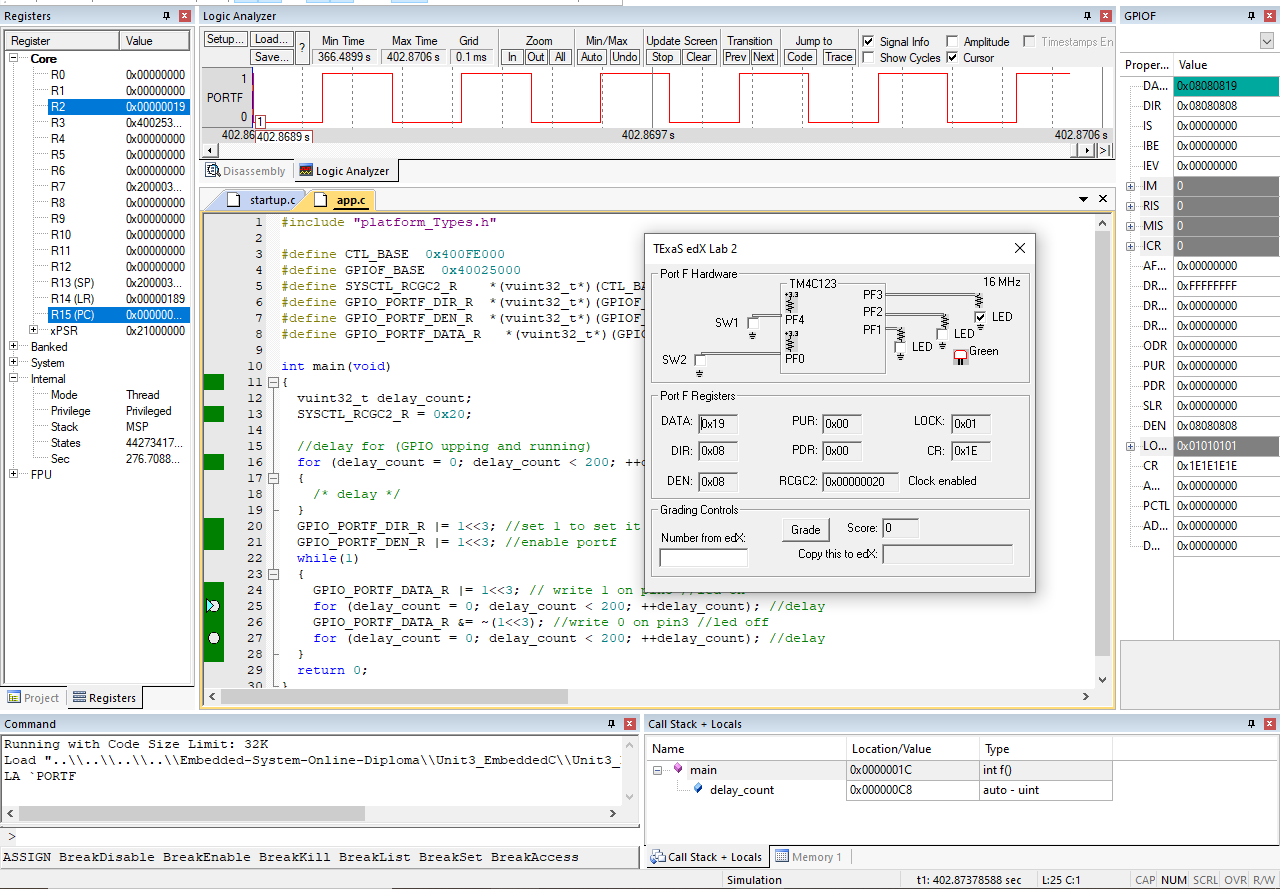 Registers
Register Value
Core
R0 0x00000000
R1 0x00000000
R2 0x00000019
R3 0x400253...
R4 0x00000000
R5 0x00000000
R6 0x00000000
R7 0x200003...
R8 0x00000000
R9 0x00000000
R10 0x00000000
R11 0x00000000
R12 0x00000000
R13 (SP) 0x200003...
R14 (LR) 0x00000189
R15 (PC) 0x000000...
xPSR 0x21000000
Banked
System
Internal
Mode Thread
Privilege Privileged
Stack MSP
States 44273417...
Sec 276.7088...
FPU
Project Registers
Logic Analyzer
Setup... Load... Save... ?
Min Time Max Time Grid Zoom Min/Max Update Screen Transition Jump to
366.4899 s 402.8706 s 0.1 ms In Out All Auto Undo Stop Clear Prev Next Code Trace
Signal Info Amplitude Timestamps En
Show Cycles Cursor
1
PORTF
0
1
402.86 402.8689 s 402.8697 s 402.8706 s
Disassembly Logic Analyzer
startup.c app.c
1 #include "platform_Types.h"
2
3 #define CTL_BASE 0x400FE000
4 #define GPIOF_BASE 0x40025000
5 #define SYSCTL_RCGC2_R *(vuint32_t*)(CTL_BA
6 #define GPIO_PORTF_DIR_R *(vuint32_t*)(GPIOF
7 #define GPIO_PORTF_DEN_R *(vuint32_t*)(GPIOF
8 #define GPIO_PORTF_DATA_R *(vuint32_t*)(GPIO
9
10 int main(void)
11 {
12 vuint32_t delay_count;
13 SYSCTL_RCGC2_R = 0x20;
14
15 //delay for (GPIO upping and running)
16 for (delay_count = 0; delay_count < 200; ++d
17 {
18 /* delay */
19 }
20 GPIO_PORTF_DIR_R |= 1<<3; //set 1 to set it
21 GPIO_PORTF_DEN_R |= 1<<3; //enable portf
22 while(1)
23 {
24 GPIO_PORTF_DATA_R |= 1<<3; // write 1 on
25 for (delay_count = 0; delay_count < 200; ++delay_count); //delay
26 GPIO_PORTF_DATA_R &= ~(1<<3); //write 0 on pin3 //led off
27 for (delay_count = 0; delay_count < 200; ++delay_count); //delay
28 }
29 return 0;
30 }
TExaS edX Lab 2
Port F Hardware
TM4C123 16 MHz
+3.3
SW1 PF4 PF3 LED
PF2 LED
+3.3
PF1 LED
SW2 PF0 Green
Port F Registers
DATA: 0x19 PUR: 0x00 LOCK: 0x01
DIR: 0x08 PDR: 0x00 CR: 0x1E
DEN: 0x08 RCGC2: 0x00000020 Clock enabled
Grading Controls
Number from edX: Grade Score: 0
Copy this to edX:
GPIOF
Proper... Value
DA... 0x08080819
DIR 0x08080808
IS 0x00000000
IBE 0x00000000
IEV 0x00000000
IM 0
RIS 0
MIS 0
ICR 0
AF... 0x00000000
DR... 0xFFFFFFFF
DR... 0x00000000
DR... 0x00000000
ODR 0x00000000
PUR 0x00000000
PDR 0x00000000
SLR 0x00000000
DEN 0x08080808
LO... 0x01010101
CR 0x1E1E1E1E
A... 0x00000000
PCTL 0x00000000
AD... 0x00000000
D... 0x00000000
Command
Running with Code Size Limit: 32K
Load "..\\..\\..\\..\\Embedded-System-Online-Diploma\\Unit3_EmbeddedC\\Unit3_
LA `PORTF
>
ASSIGN BreakDisable BreakEnable BreakKill BreakList BreakSet BreakAccess
Call Stack + Locals
Name Location/Value Type
main 0x0000001C int f()
delay_count 0x000000C8 auto - uint
Call Stack + Locals Memory 1
Simulation t1: 402.87378588 sec L:25 C:1 CAP NUM SCRL OVR R/W